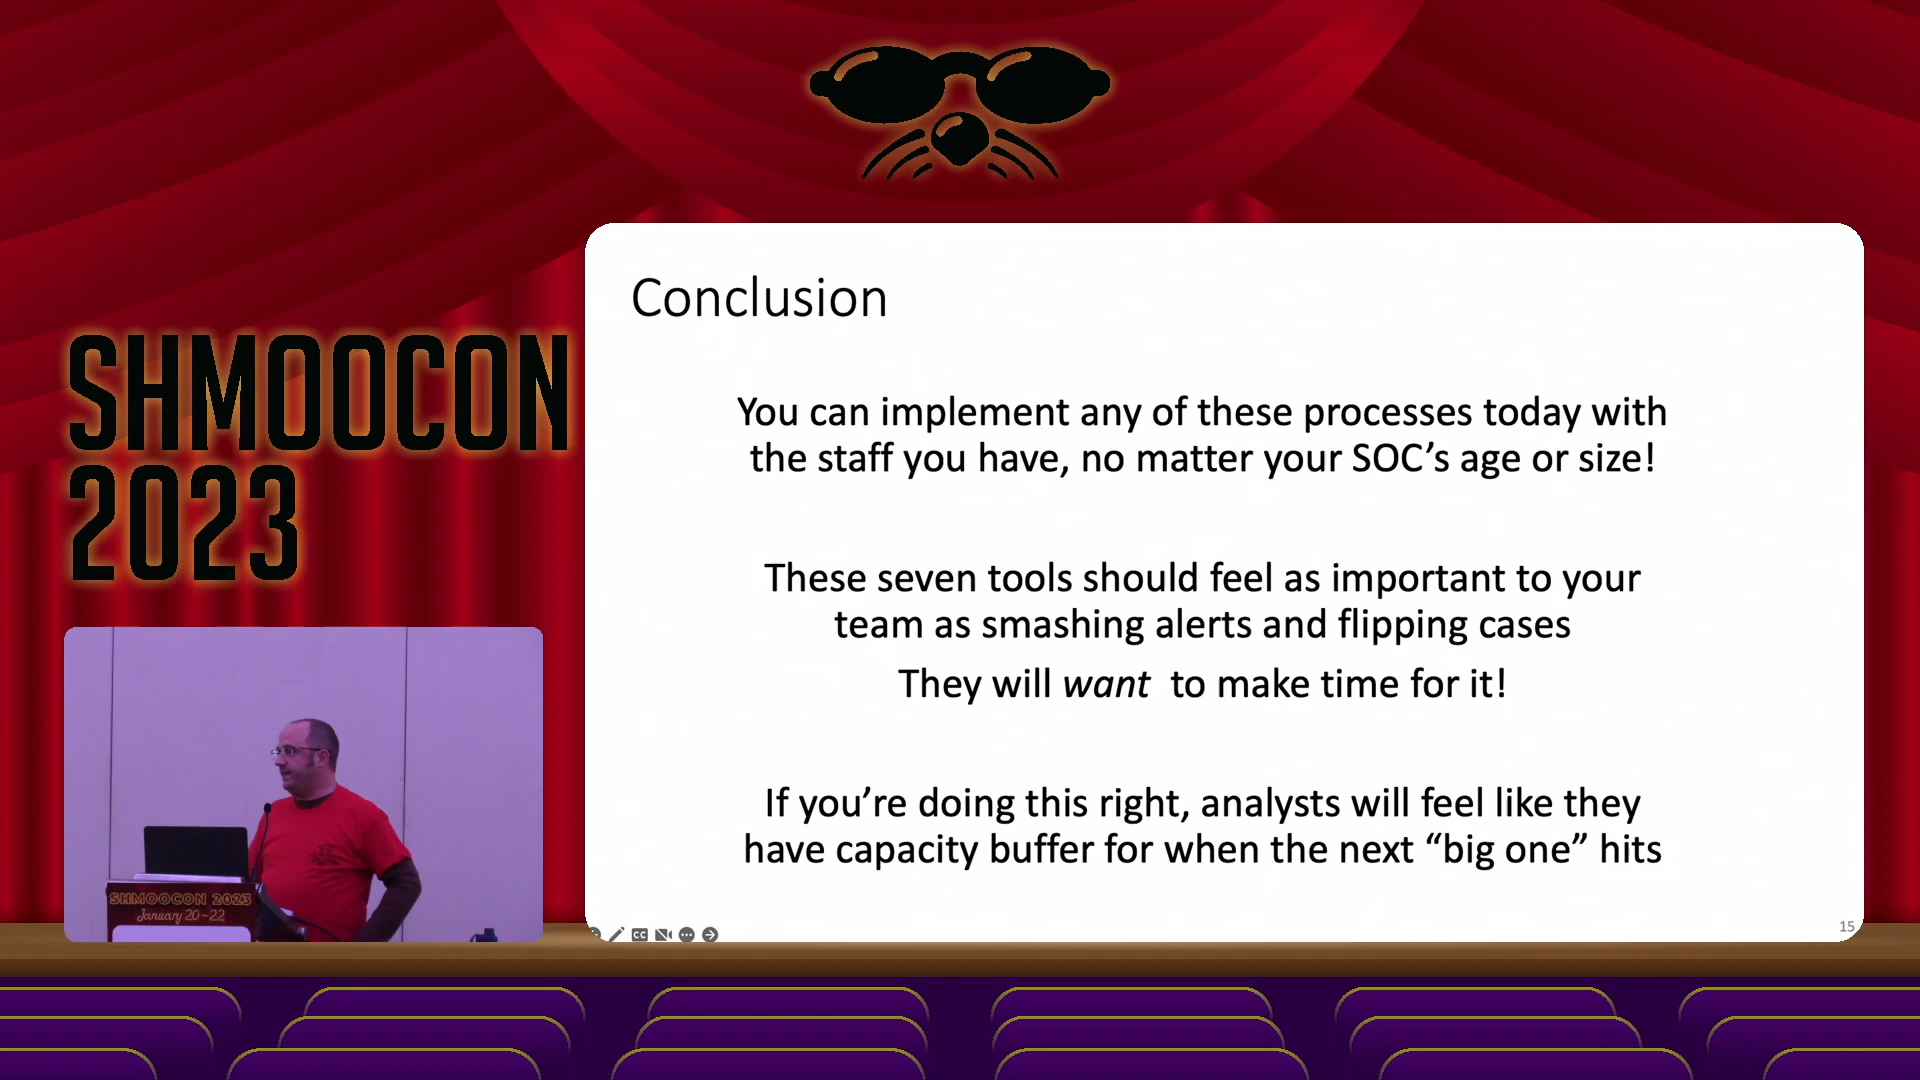 SHMOOCON
2023
Conclusion
You can implement any of these processes today with
the staff you have, no matter your SOC’s age or size!
These seven tools should feel as important to your
team as smashing alerts and flipping cases
They will want to make time for it!
If you’re doing this right, analysts will feel like they
have capacity buffer for when the next “big one” hits
15
CC
SHMOOCON 2023
January 20-22